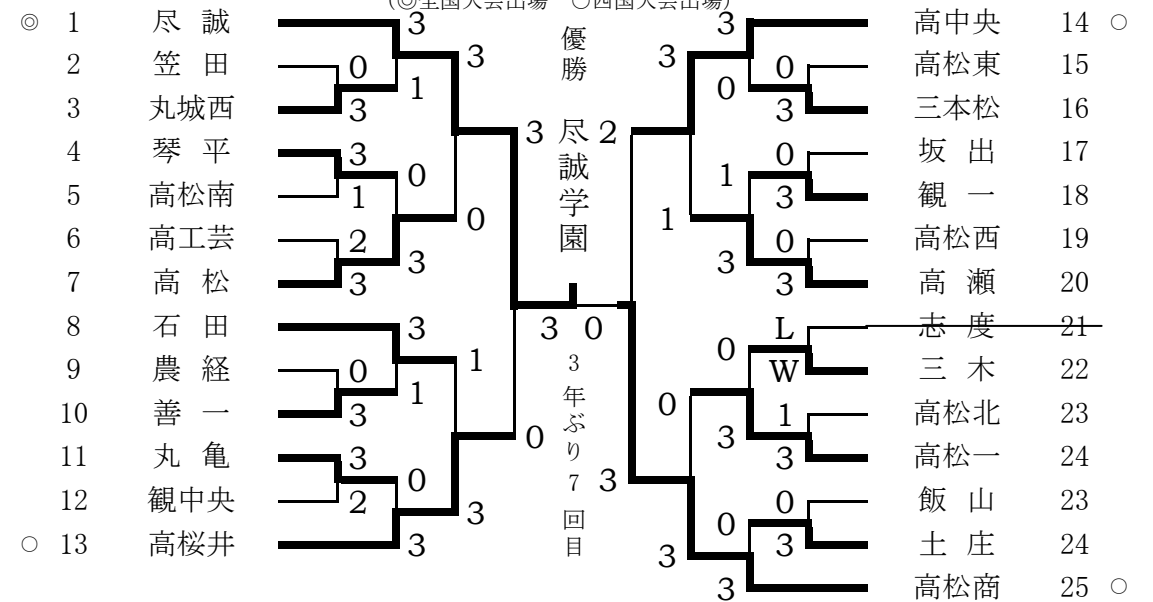 (◎全国大会出場　○四国大会出場)
◎ 1 尽 誠
2 笠 田
3 丸城西
4 琴 平
5 高松南
6 高工芸
7 高 松
8 石 田
9 農 経
10 善 一
11 丸 亀
12 観中央
○ 13 高桜井
3
0
3
1
3
1
2
3
0
3
3
0
3
1
0
3
3
2
0
3
3
0
1
3
3
0
優勝
尽誠学園
3 0
3年ぶり7回目
2
3
3
1
0
3
3
0
1
3
0
3
0
3
0
3
0
3
0
3
L
W
1
3
0
3
高中央 14 ○
高松東 15
三本松 16
坂 出 17
観 一 18
高松西 19
高 瀬 20
志 度 21
三 木 22
高松北 23
高松一 24
飯 山 23
土 庄 24
高松商 25 ○